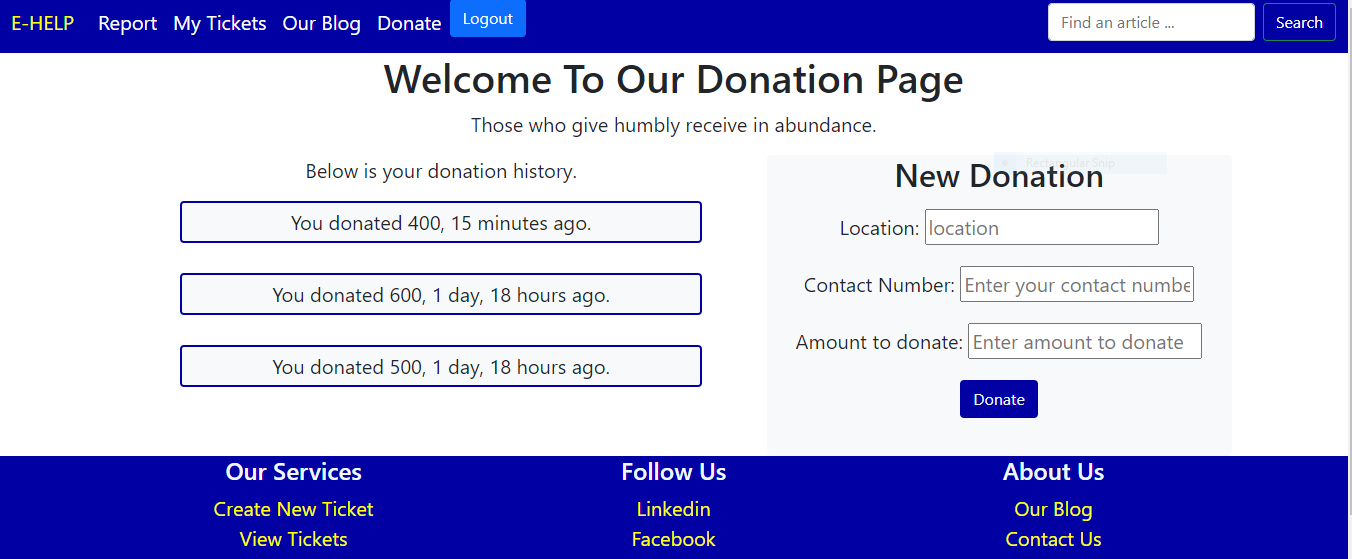 E-HELP Report My Tickets Our Blog Donate Logout Find an article ... Search
Welcome To Our Donation Page
Those who give humbly receive in abundance.
Below is your donation history.
You donated 400, 15 minutes ago.
You donated 600, 1 day, 18 hours ago.
You donated 500, 1 day, 18 hours ago.
Rectangular Snip
New Donation
Location: location
Contact Number: Enter your contact numbe
Amount to donate: Enter amount to donate
Donate
Our Services
Create New Ticket
View Tickets
Follow Us
Linkedin
Facebook
About Us
Our Blog
Contact Us